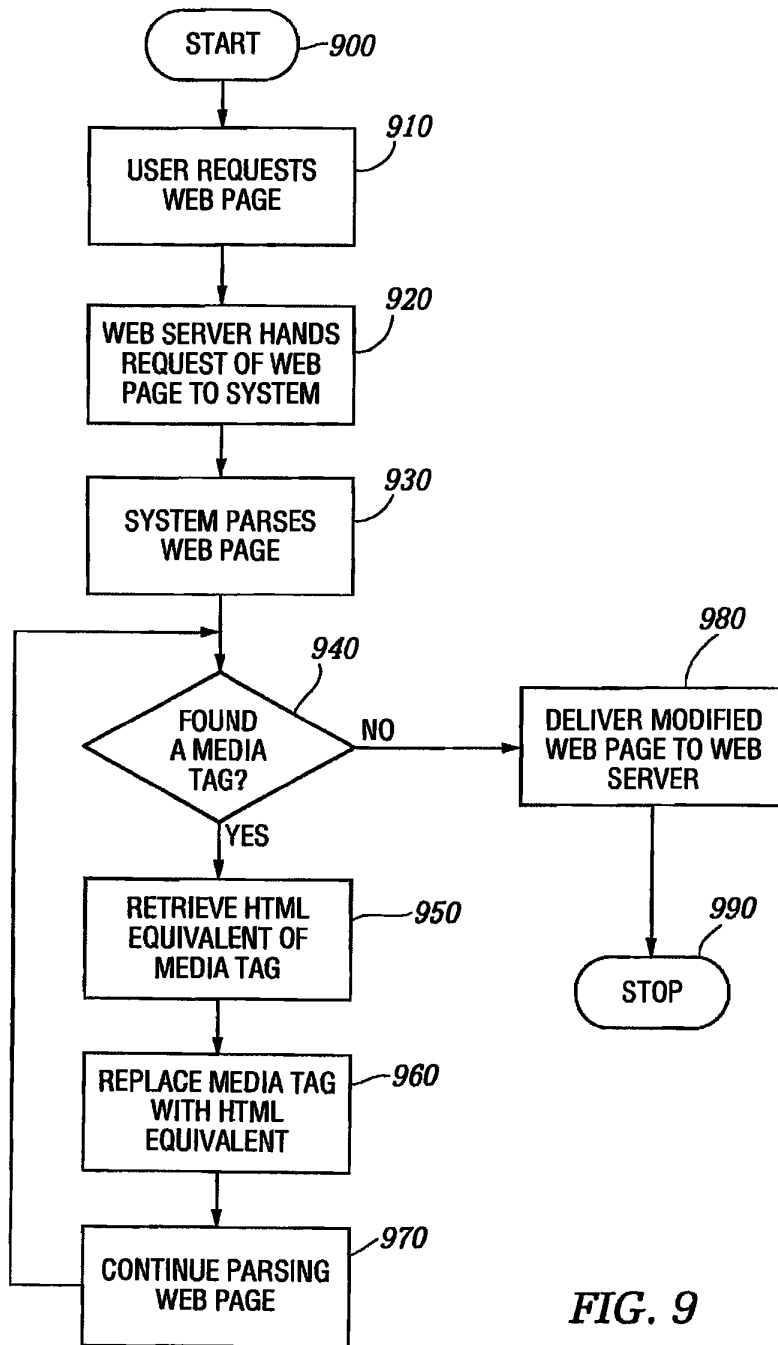 START
900
910
USER REQUESTS
WEB PAGE
920
WEB SERVER HANDS
REQUEST OF WEB
PAGE TO SYSTEM
930
SYSTEM PARSES
WEB PAGE
940
FOUND
A MEDIA
TAG?
NO
YES
980
DELIVER MODIFIED
WEB PAGE TO WEB
SERVER
990
STOP
RETRIEVE HTML
EQUIVALENT OF
MEDIA TAG
950
REPLACE MEDIA TAG
WITH HTML
EQUIVALENT
960
CONTINUE PARSING
WEB PAGE
970
FIG. 9